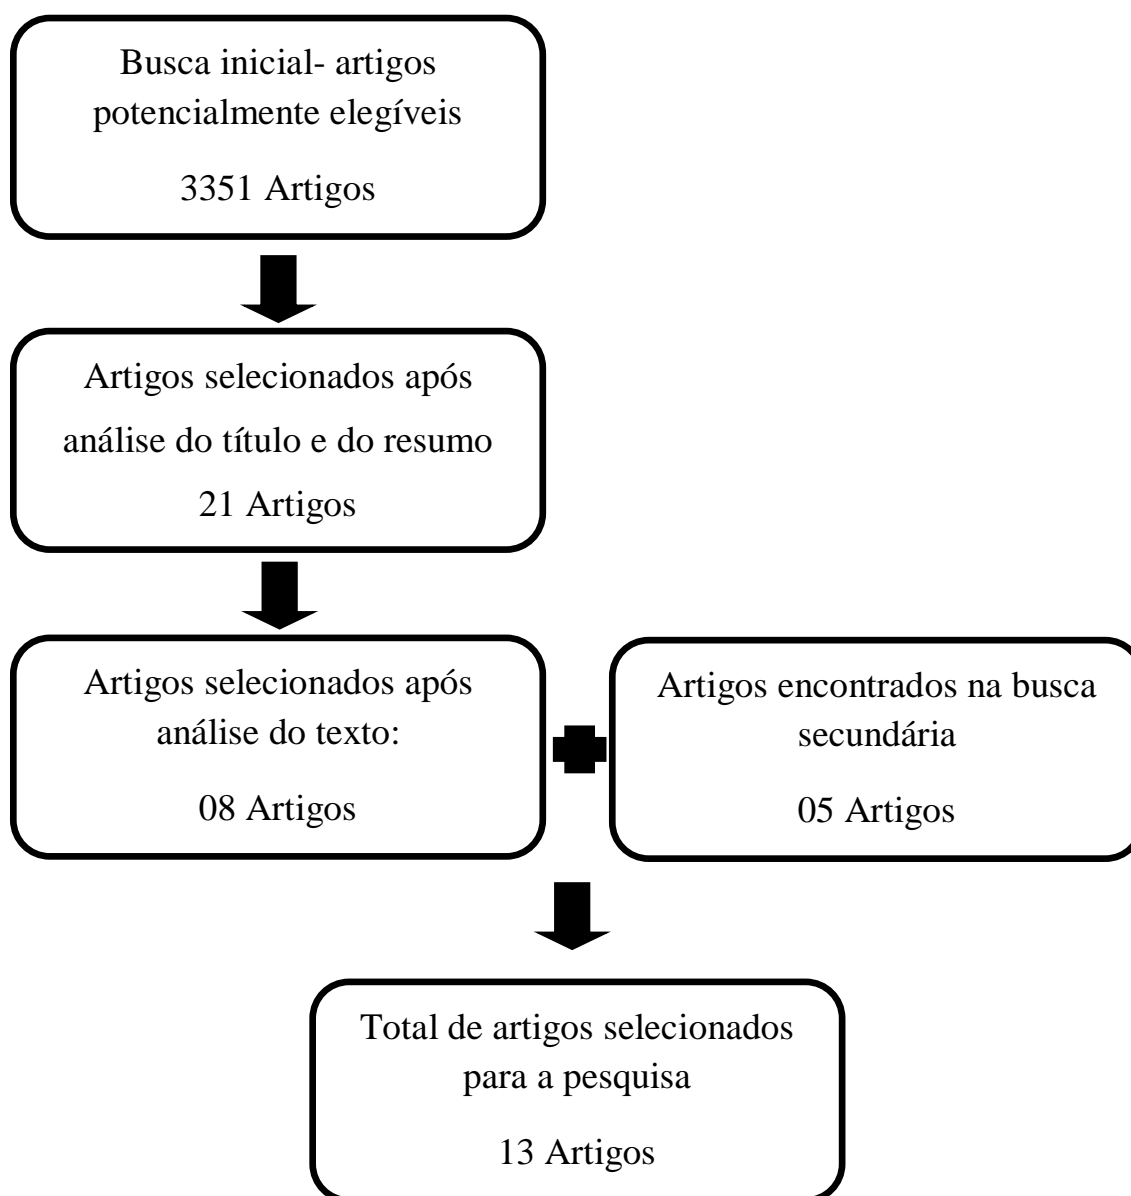 Busca inicial- artigos
potencialmente elegíveis
3351 Artigos
Artigos selecionados após
análise do título e do resumo
21 Artigos
Artigos selecionados após
análise do texto:
08 Artigos
Artigos encontrados na busca
secundária
05 Artigos
Total de artigos selecionados
para a pesquisa
13 Artigos